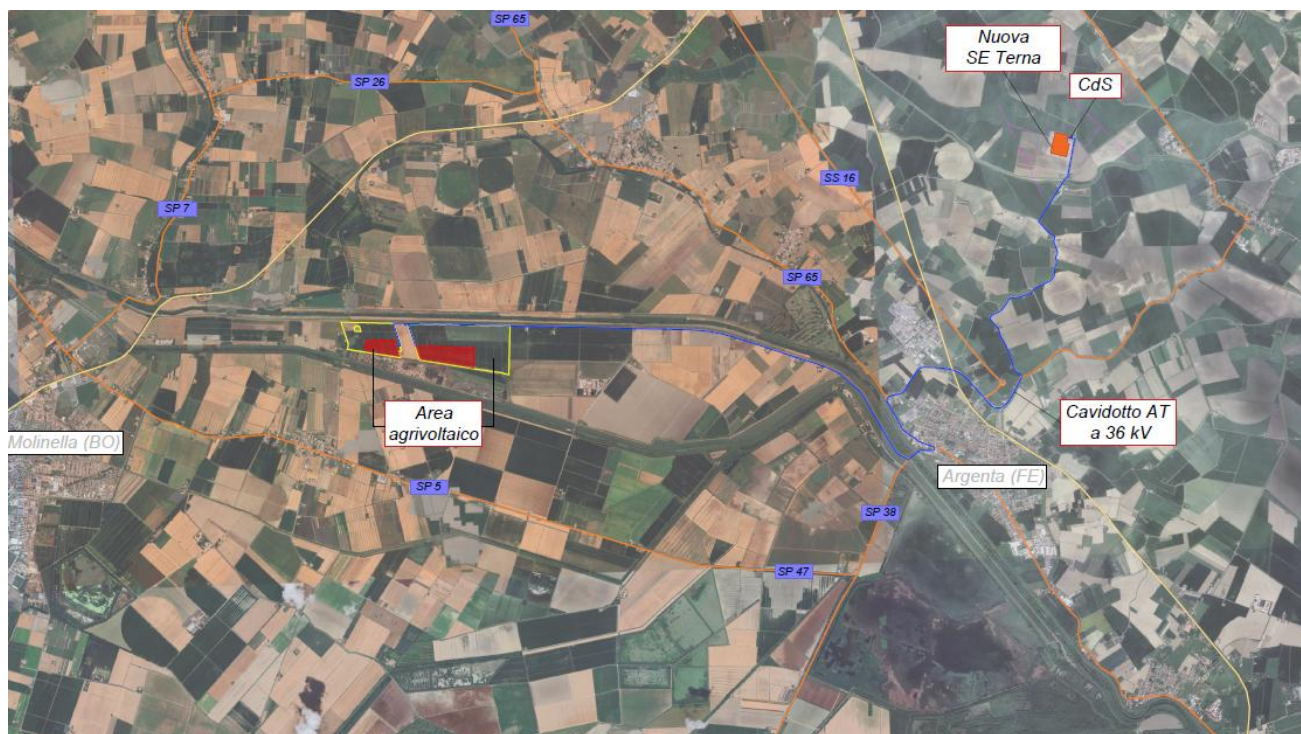 SP 65
Nuova
SE Terna
CdS
SP 26
SS 16
SP 7
SP 65
Area
agrivoltaico
Cavidotto AT
a 36 kV
Molinella (BO)
Argenta (FE)
SP 5
SP 38
SP 47